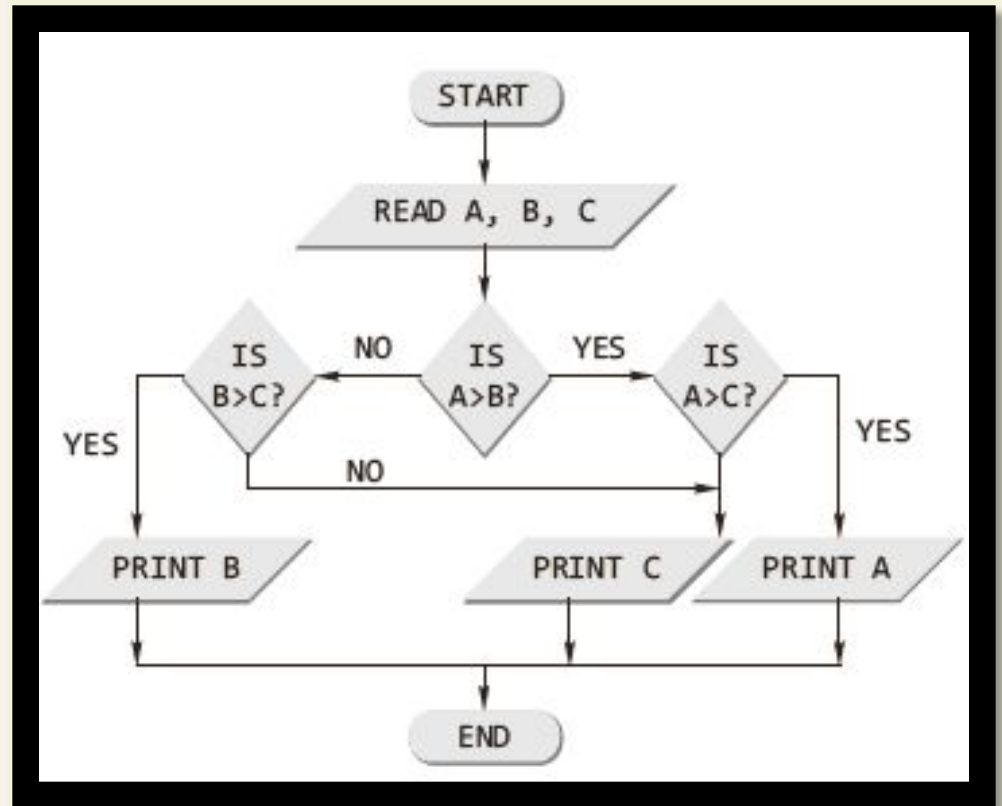 START
READ A, B, C
IS
B>C?
NO
IS
A>B?
YES
IS
A>C?
YES
YES
NO
PRINT B
PRINT C
PRINT A
END